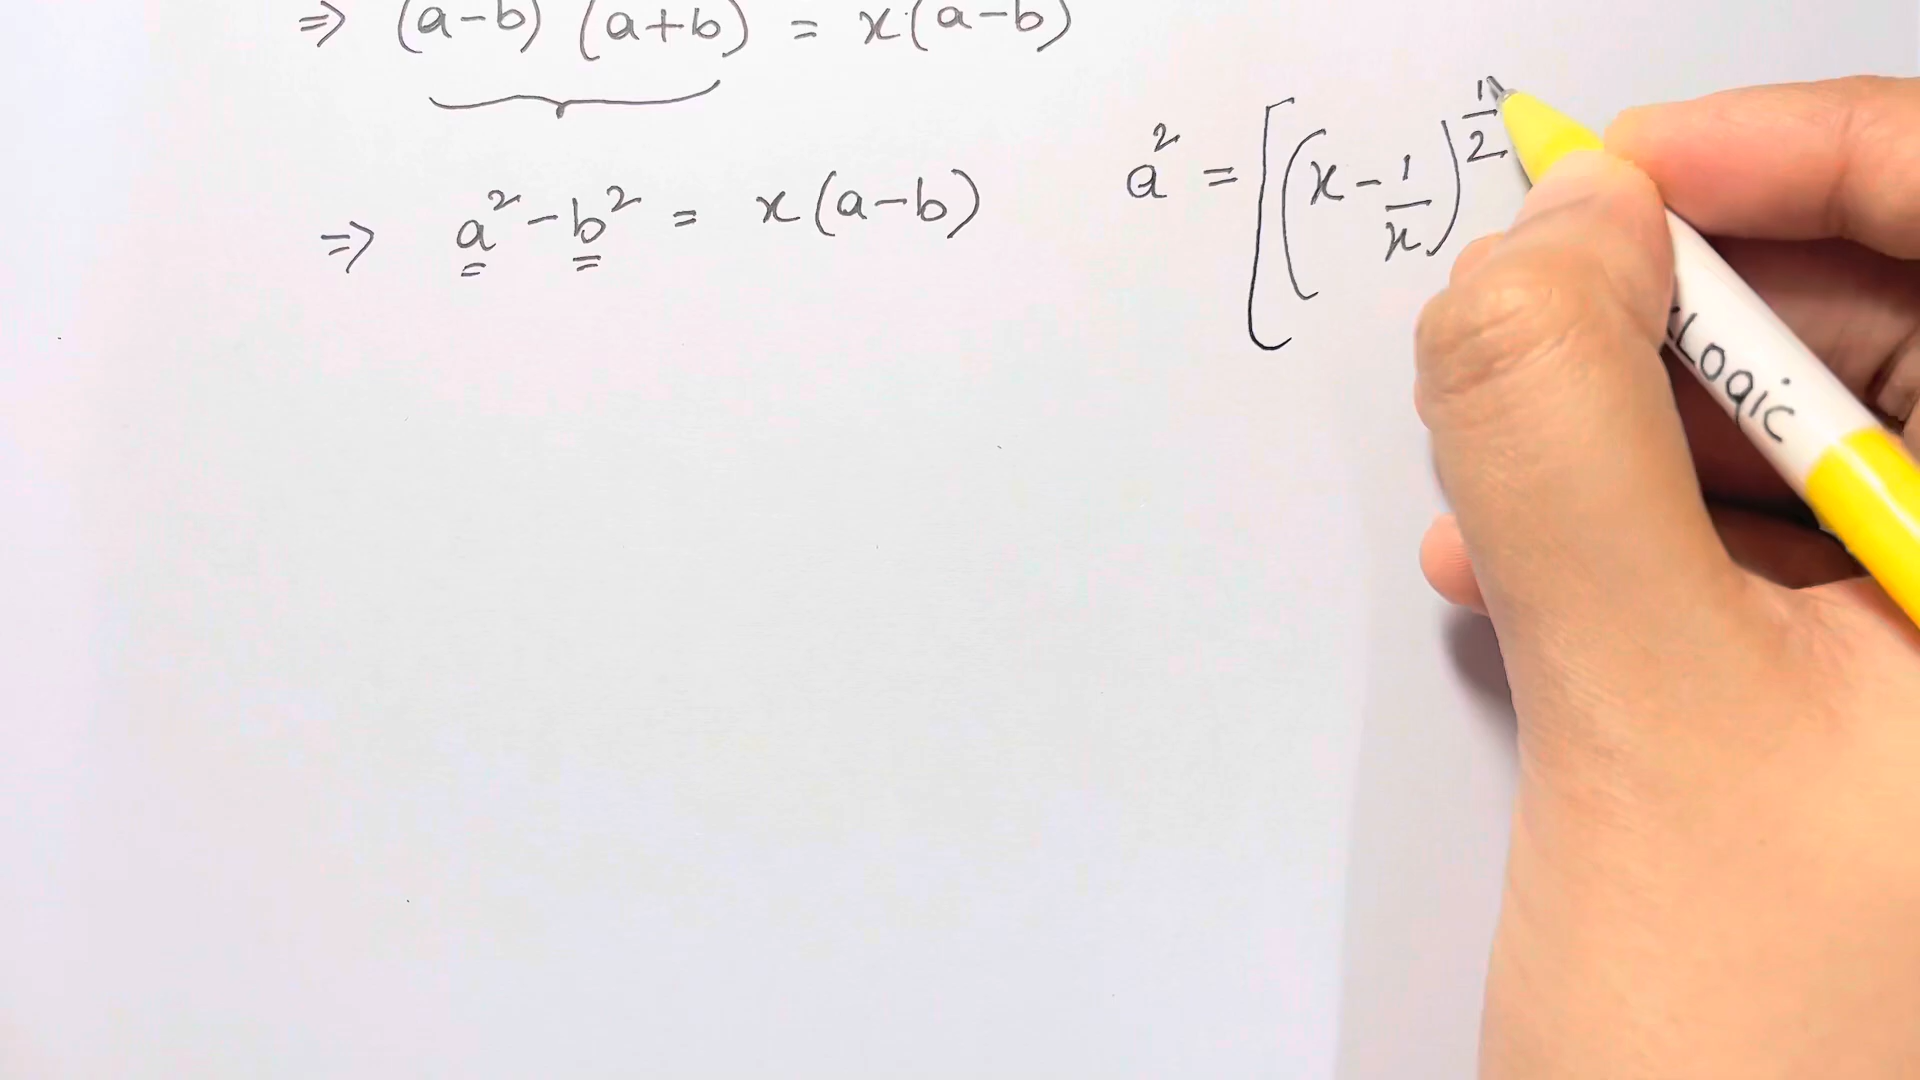 ⇒ (a-b) (a+b) = x(a-b)
⇒ a² - b² = x(a-b)
a² = [(x - 1/x)^1/2
Logic